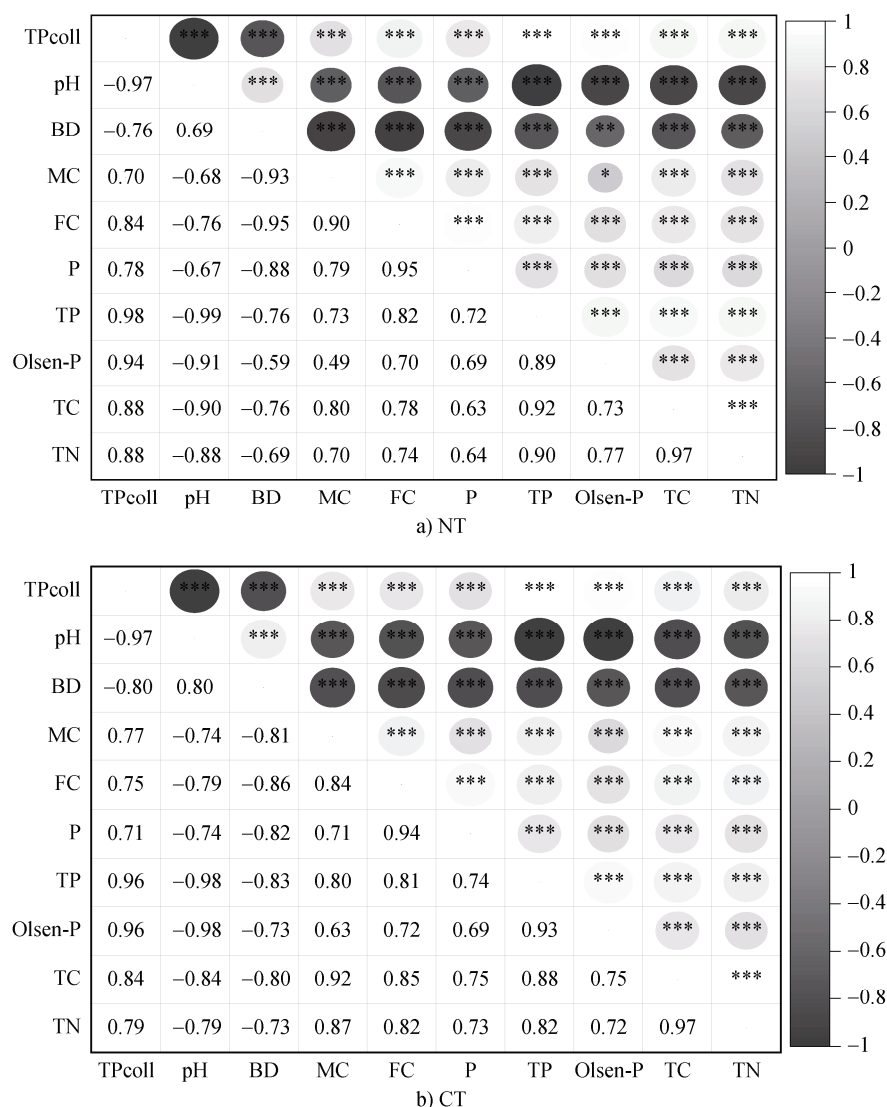 TPcoll *** *** *** *** *** *** *** *** ***
pH −0.97 *** *** *** *** *** *** *** ***
BD −0.76 0.69 *** *** *** *** ** *** ***
MC 0.70 −0.68 −0.93 *** *** *** * *** ***
FC 0.84 −0.76 −0.95 0.90 *** *** *** *** ***
P 0.78 −0.67 −0.88 0.79 0.95 *** *** *** ***
TP 0.98 −0.99 −0.76 0.73 0.82 0.72 *** *** ***
Olsen-P 0.94 −0.91 −0.59 0.49 0.70 0.69 0.89 *** ***
TC 0.88 −0.90 −0.76 0.80 0.78 0.63 0.92 0.73 ***
TN 0.88 −0.88 −0.69 0.70 0.74 0.64 0.90 0.77 0.97
TPcoll pH BD MC FC P TP Olsen-P TC TN
1
0.8
0.6
0.4
0.2
0
−0.2
−0.4
−0.6
−0.8
−1
a) NT
TPcoll *** *** *** *** *** *** *** *** ***
pH −0.97 *** *** *** *** *** *** *** ***
BD −0.80 0.80 *** *** *** *** *** *** ***
MC 0.77 −0.74 −0.81 *** *** *** *** *** ***
FC 0.75 −0.79 −0.86 0.84 *** *** *** *** ***
P 0.71 −0.74 −0.82 0.71 0.94 *** *** *** ***
TP 0.96 −0.98 −0.83 0.80 0.81 0.74 *** *** ***
Olsen-P 0.96 −0.98 −0.73 0.63 0.72 0.69 0.93 *** ***
TC 0.84 −0.84 −0.80 0.92 0.85 0.75 0.88 0.75 ***
TN 0.79 −0.79 −0.73 0.87 0.82 0.73 0.82 0.72 0.97
TPcoll pH BD MC FC P TP Olsen-P TC TN
1
0.8
0.6
0.4
0.2
0
−0.2
−0.4
−0.6
−0.8
−1
b) CT